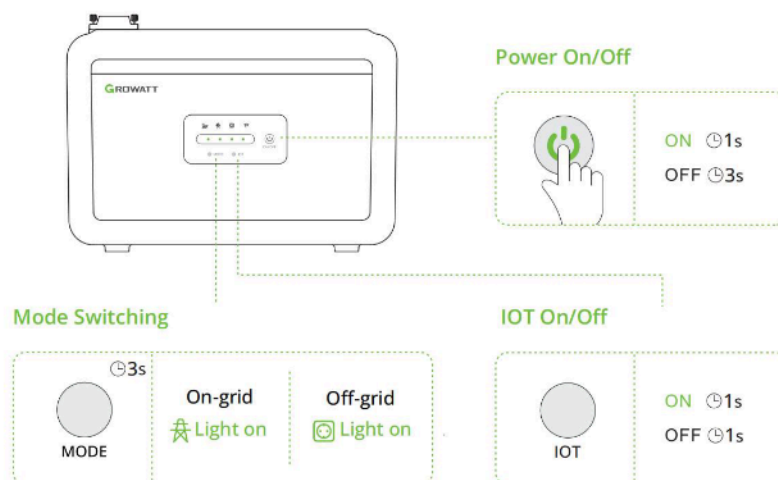 GROWATT
Power On/Off
ON 1s
OFF 3s
Mode Switching
3s
MODE
On-grid
Light on
Off-grid
Light on
IOT On/Off
IOT
ON 1s
OFF 1s